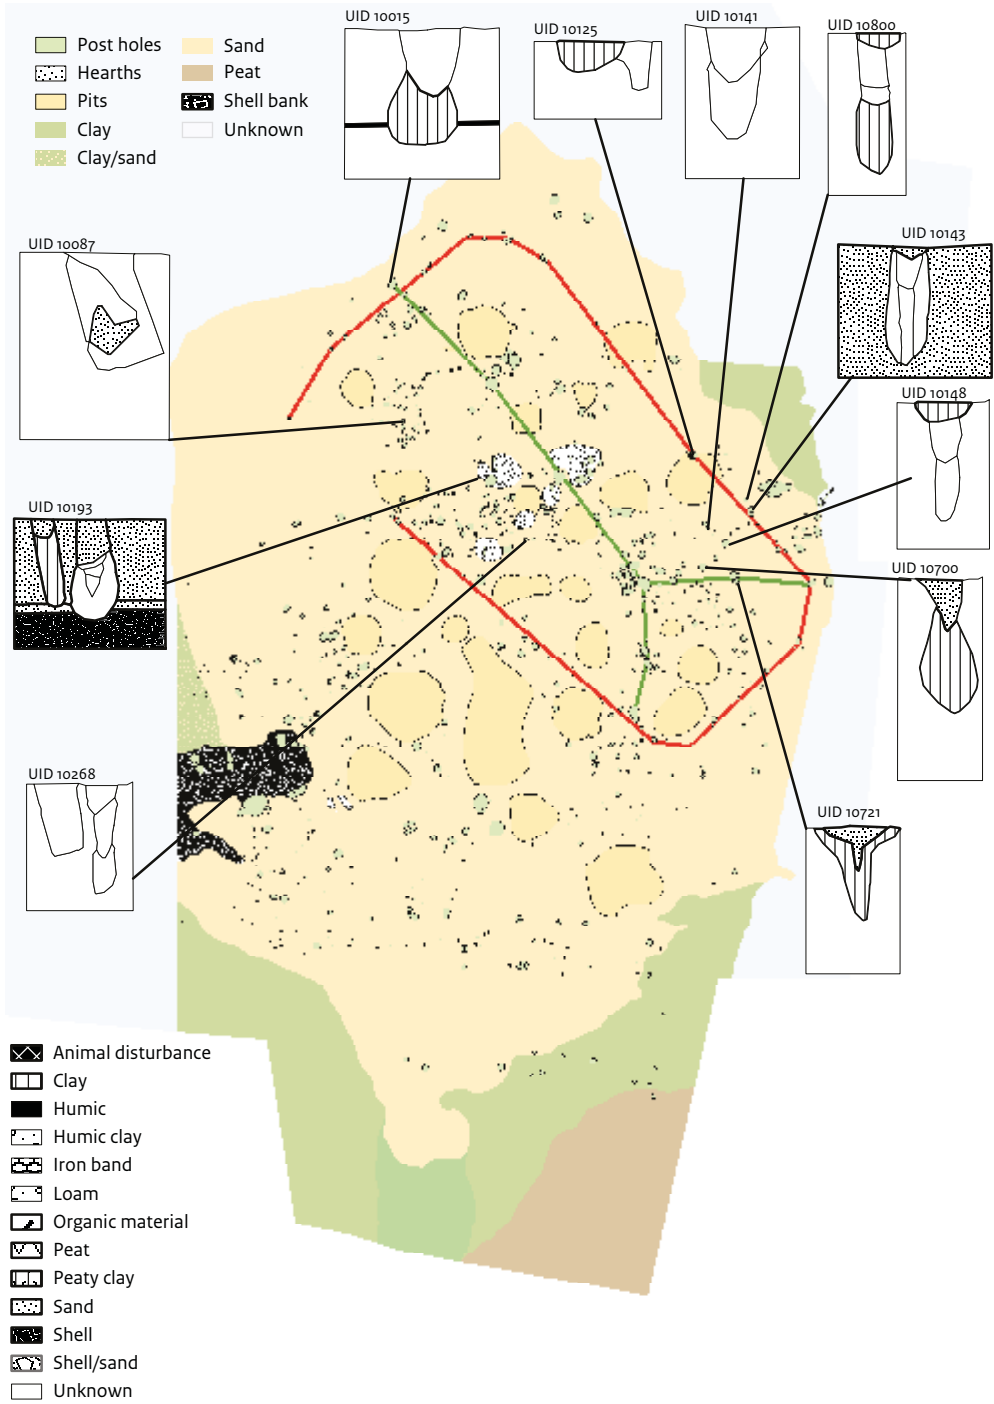 UID 10015
UID 10125
UID 10141
UID 10800
Post holes
Hearths
Pits
Clay
Clay/sand
Sand
Peat
Shell bank
Unknown
UID 10087
UID 10143
UID 10148
UID 10193
UID 10700
UID 10268
UID 10721
Animal disturbance
Clay
Humic
Humic clay
Iron band
Loam
Organic material
Peat
Peaty clay
Sand
Shell
Shell/sand
Unknown